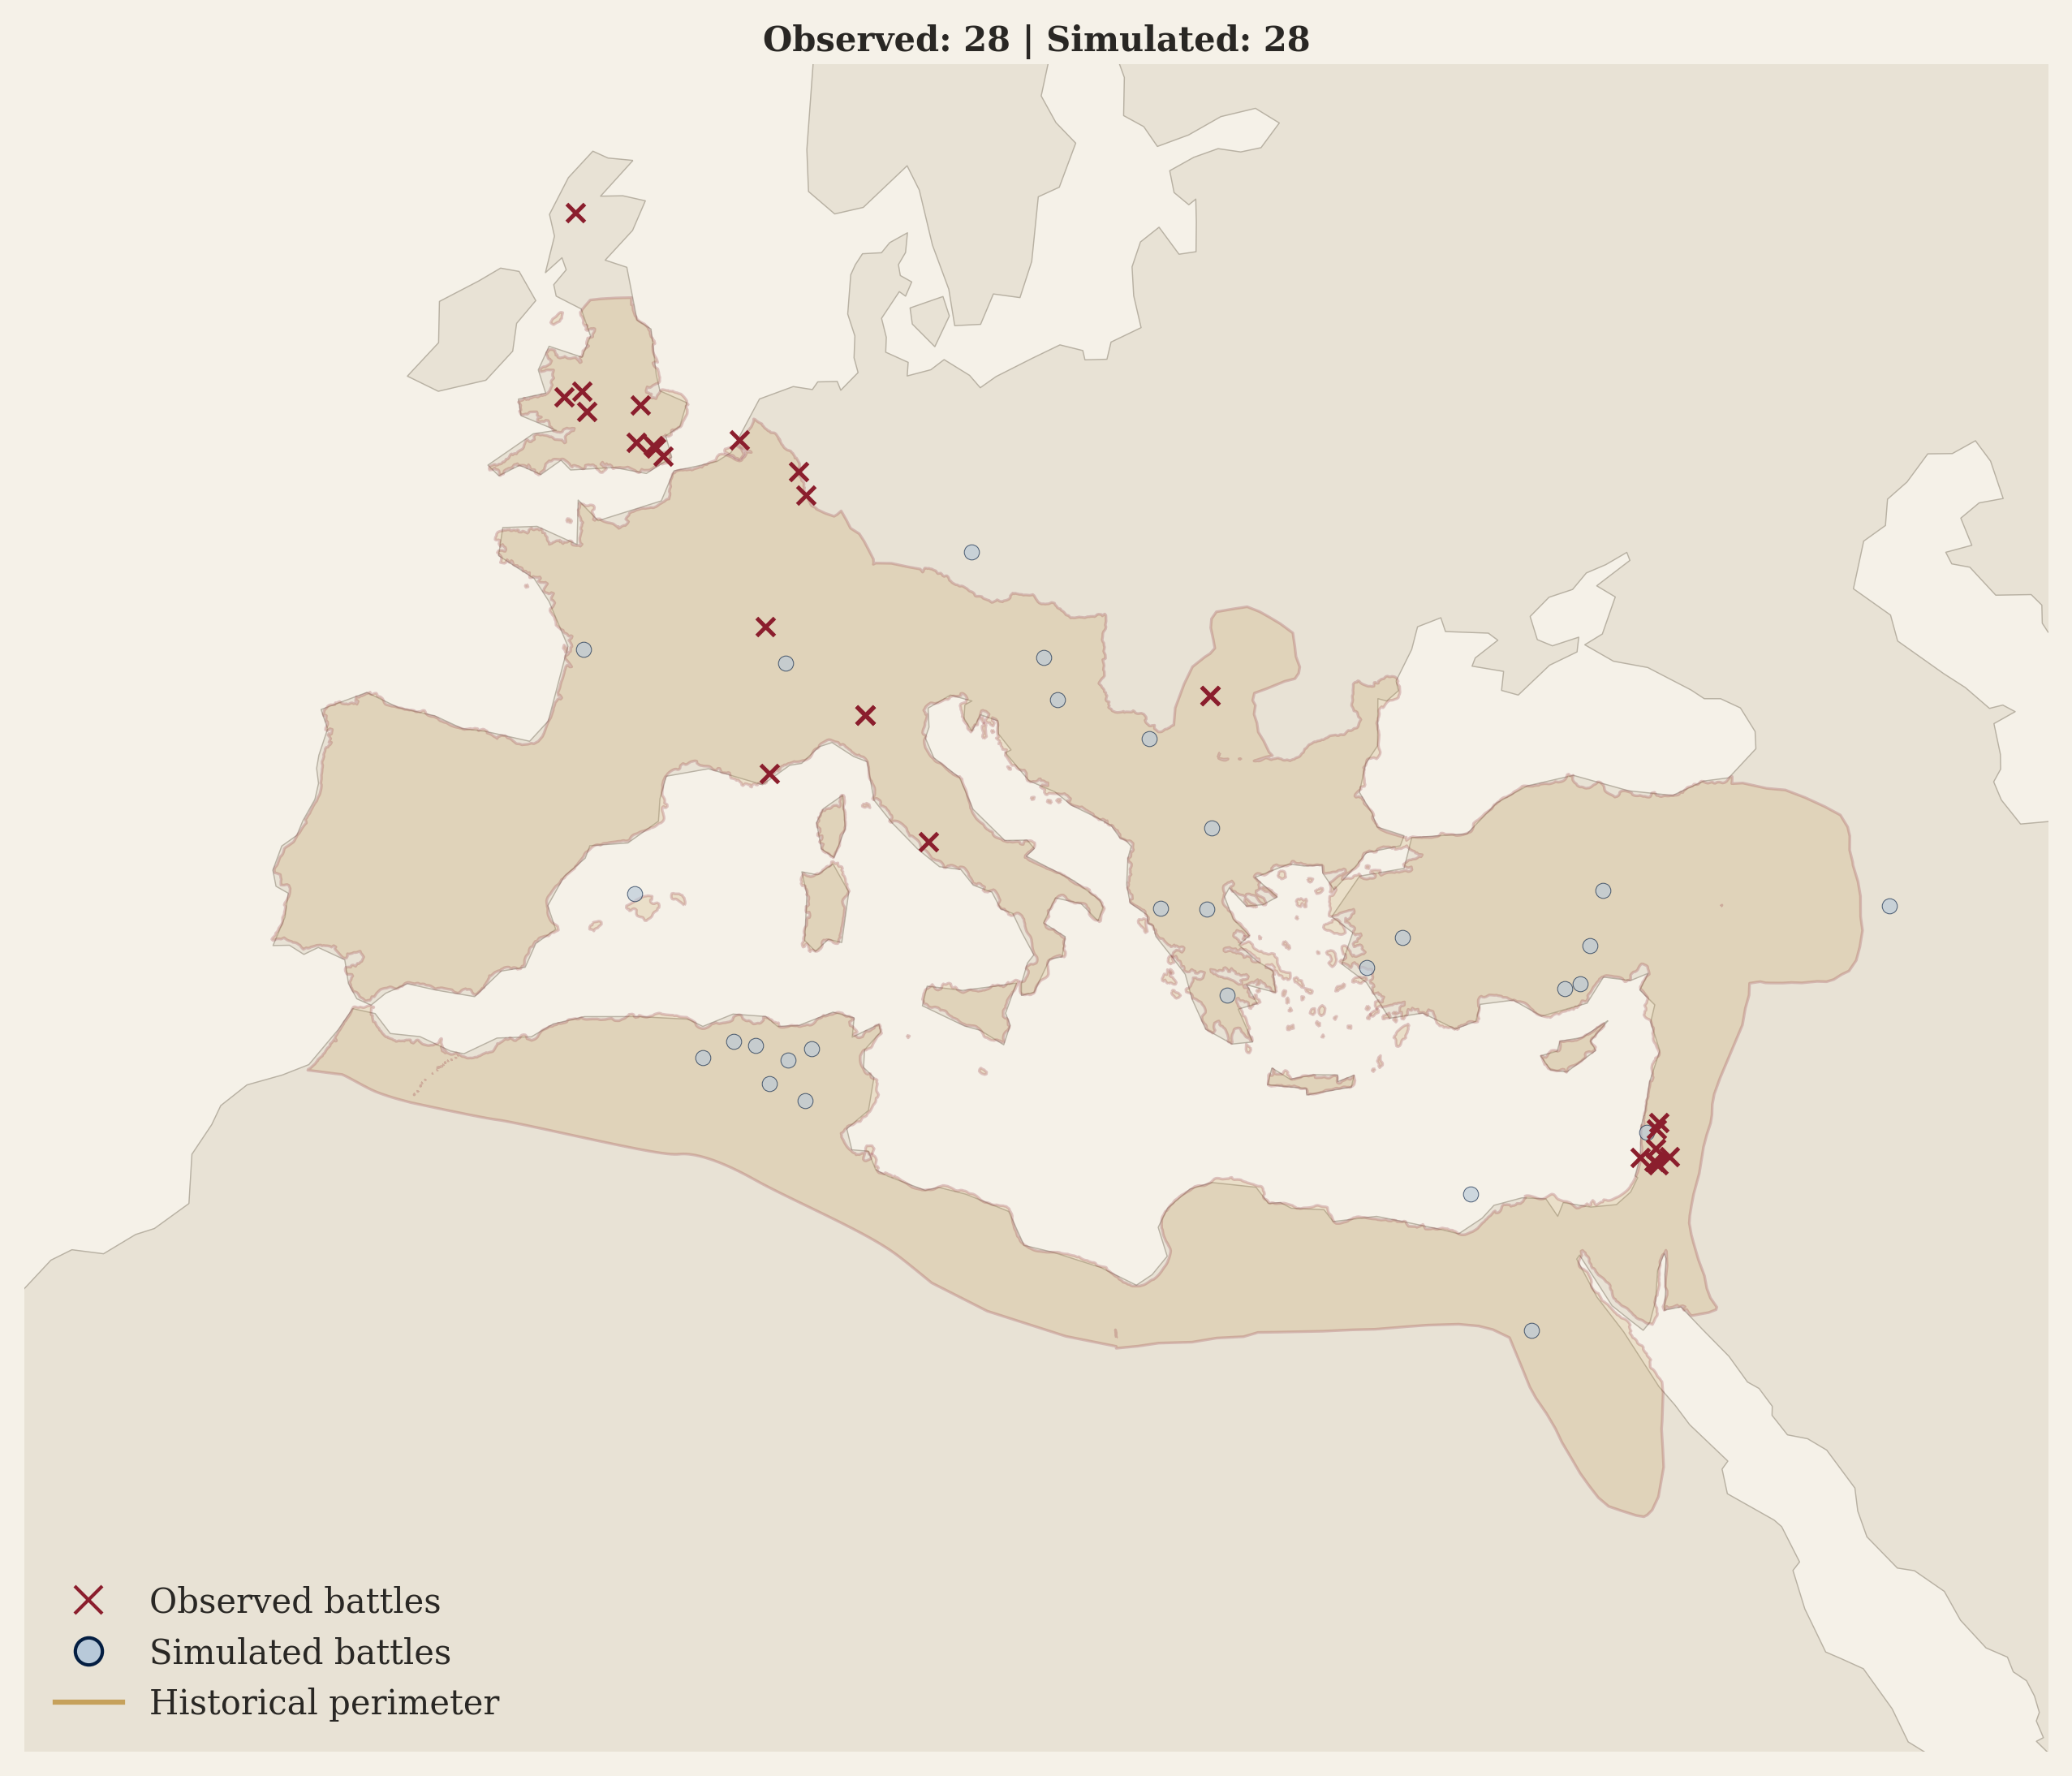 Observed: 28 | Simulated: 28
Observed battles
Simulated battles
Historical perimeter